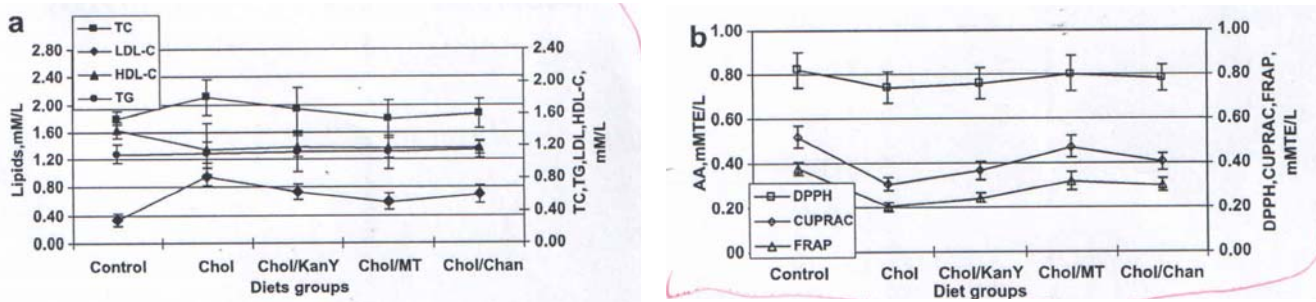 a
TC
LDL-C
HDL-C
TG
Lipids,mM/L
2.80
2.40
2.00
1.60
1.20
0.80
0.40
0.00
2.40
2.00
1.60
1.20
0.80
0.40
0.00
TC,TG,LDL,HDL-C,
mM/L
Control Chol Chol/KanY Chol/MT Chol/Chan
Diets groups
b
AA,mMTE/L
1.00
0.80
0.60
0.40
0.20
00
DPPH
CUPRAC
FRAP
1.00
0.80
0.60
0.40
0.20
0.00
DPPH,CUPRAC,FRAP,
mMTE/L
Control Chol Chol/KanY Chol/MT Chol/Chan
Diet groups